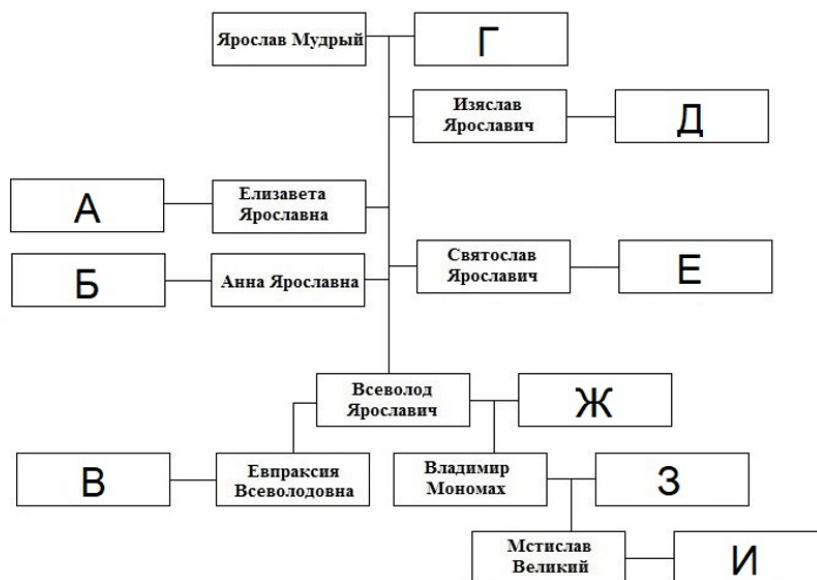 Ярослав Мудрый
Г
Изяслав
Ярославич
Д
А
Елизавета
Ярославна
Святослав
Ярославич
Е
Б
Анна Ярославна
Всеволод
Ярославич
Ж
В
Евпраксия
Всеволодовна
Владимир
Мономах
З
Мстислав
Великий
И